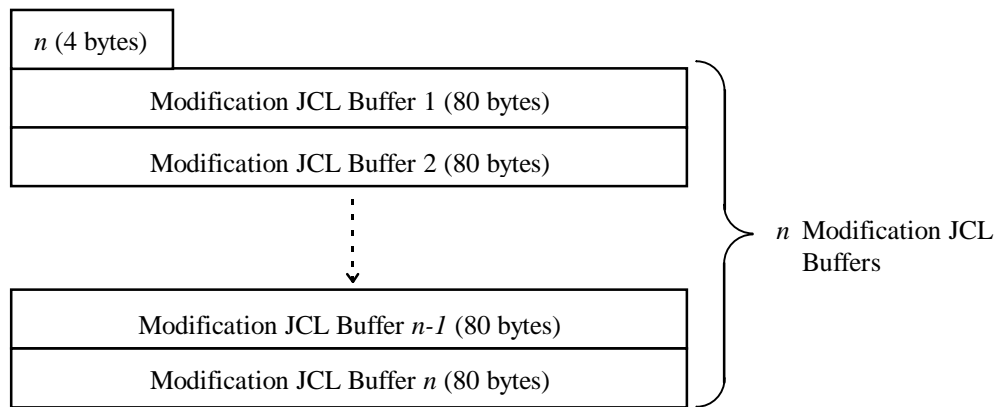 n (4 bytes)
Modification JCL Buffer 1 (80 bytes)
Modification JCL Buffer 2 (80 bytes)
n Modification JCL
Buffers
Modification JCL Buffer n-1 (80 bytes)
Modification JCL Buffer n (80 bytes)